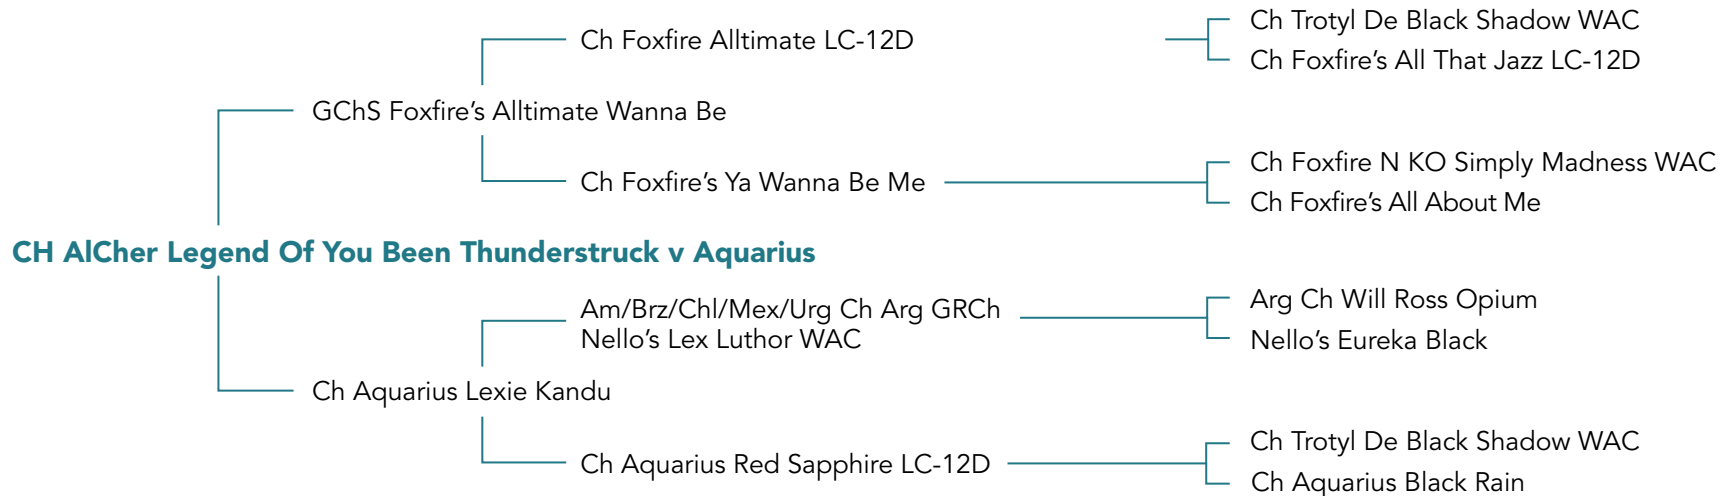 Ch Trotyl De Black Shadow WAC
Ch Foxfire Alltimate LC-12D
Ch Foxfire’s All That Jazz LC-12D
GChS Foxfire’s Alltimate Wanna Be
Ch Foxfire N KO Simply Madness WAC
Ch Foxfire’s Ya Wanna Be Me
Ch Foxfire’s All About Me
CH AlCher Legend Of You Been Thunderstruck v Aquarius
Arg Ch Will Ross Opium
Am/Brz/Chl/Mex/Urg Ch Arg GRCh
Nello’s Lex Luthor WAC
Nello’s Eureka Black
Ch Aquarius Lexie Kandu
Ch Trotyl De Black Shadow WAC
Ch Aquarius Red Sapphire LC-12D
Ch Aquarius Black Rain